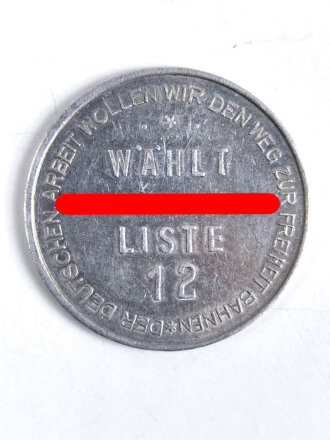 DER DEUTSCHEN ARBEIT WOLLEN WIR DEN WEG ZUR FREIHEIT BAHNEN
WÄHLT
LISTE
12